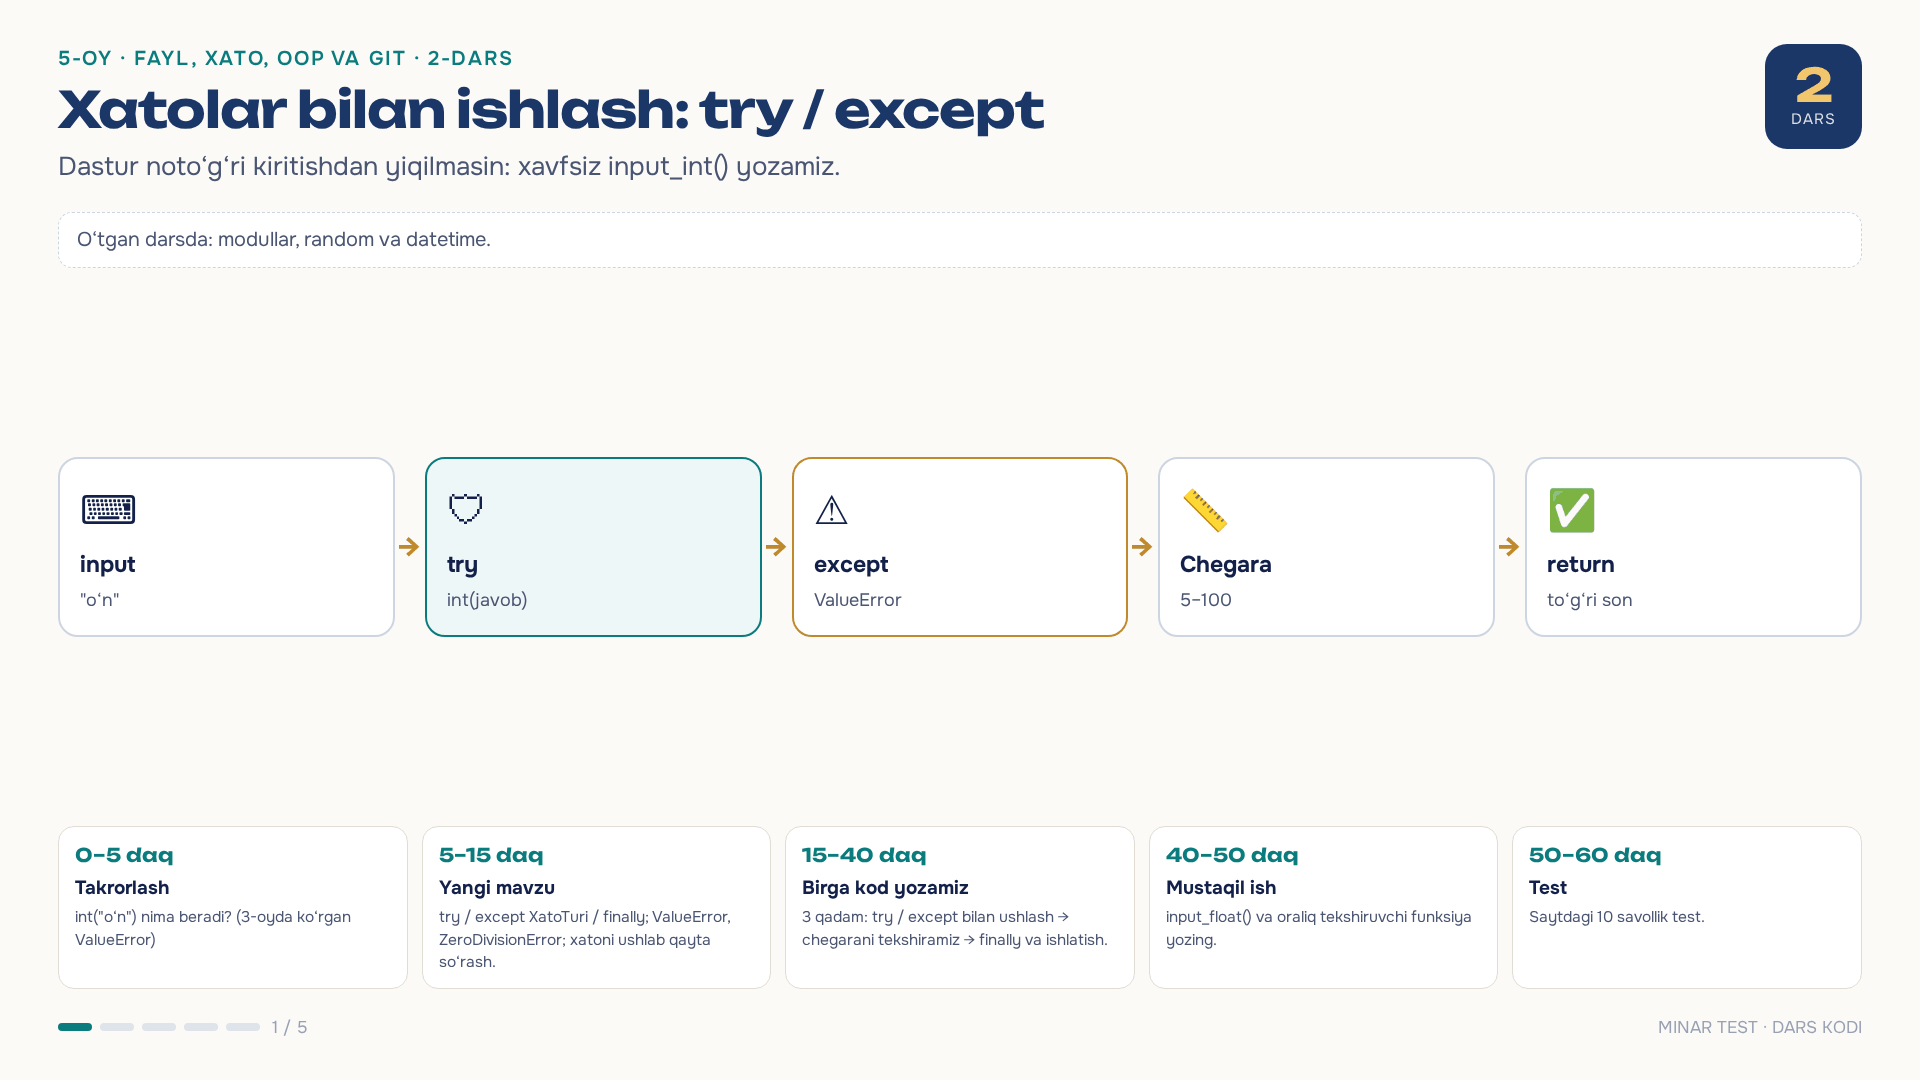 5-OY · FAYL, XATO, OOP VA GIT · 2-DARS
Xatolar bilan ishlash: try / except
Dastur noto‘g‘ri kiritishdan yiqilmasin: xavfsiz input_int() yozamiz.
2
DARS
O‘tgan darsda: modullar, random va datetime.
input
"o‘n"
→
try
int(javob)
→
except
ValueError
→
Chegara
5–100
→
return
to‘g‘ri son
0–5 daq
Takrorlash
int("o‘n") nima beradi? (3-oyda ko‘rgan
ValueError)
5–15 daq
Yangi mavzu
try / except XatoTuri / finally; ValueError,
ZeroDivisionError; xatoni ushlab qayta
so‘rash.
15–40 daq
Birga kod yozamiz
3 qadam: try / except bilan ushlash →
chegarani tekshiramiz → finally va ishlatish.
40–50 daq
Mustaqil ish
input_float() va oraliq tekshiruvchi funksiya
yozing.
50–60 daq
Test
Saytdagi 10 savollik test.
1 / 5
MINAR TEST · DARS KODI